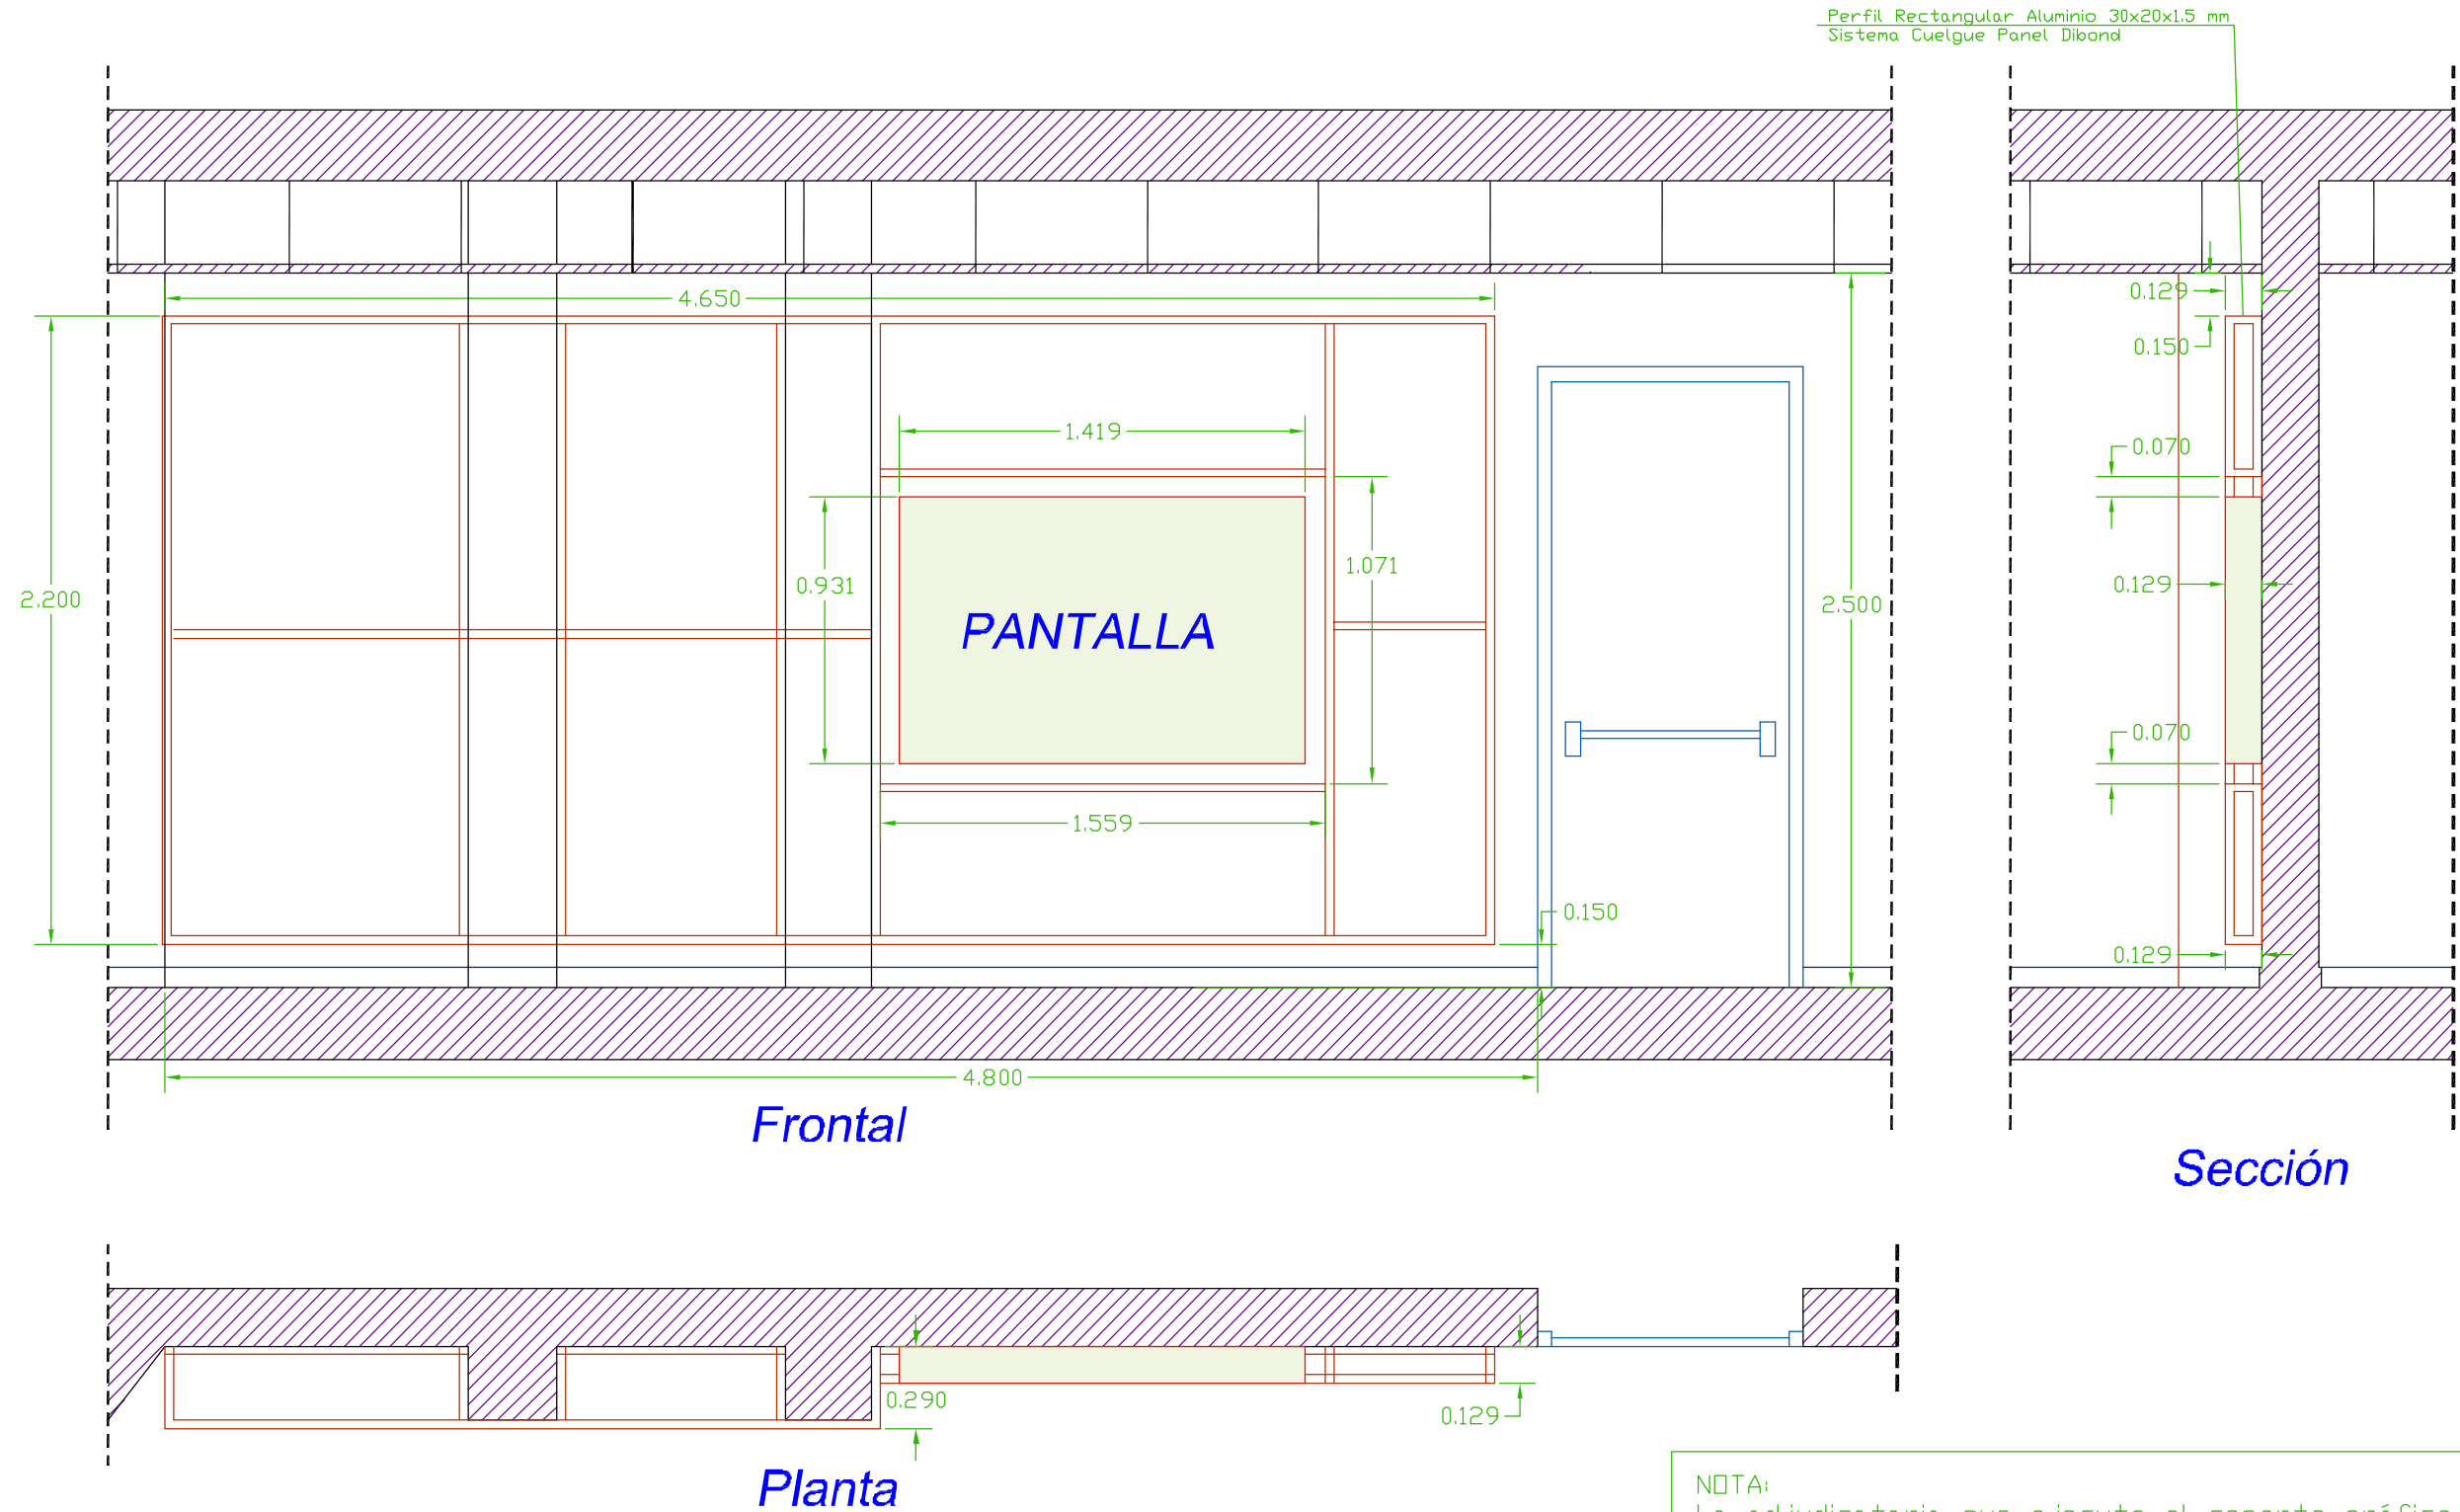 Perfil Rectangular Aluminio 30x20x1.5 mm
Sistema Cuelgue Panel Dibond
4.650
0.129
0.150
1.419
0.070
2.200
0.931
1.071
2.500
0.129
PANTALLA
0.070
1.559
0.150
0.129
4.800
Frontal
Sección
0.290
0.129
Planta
NOTA: